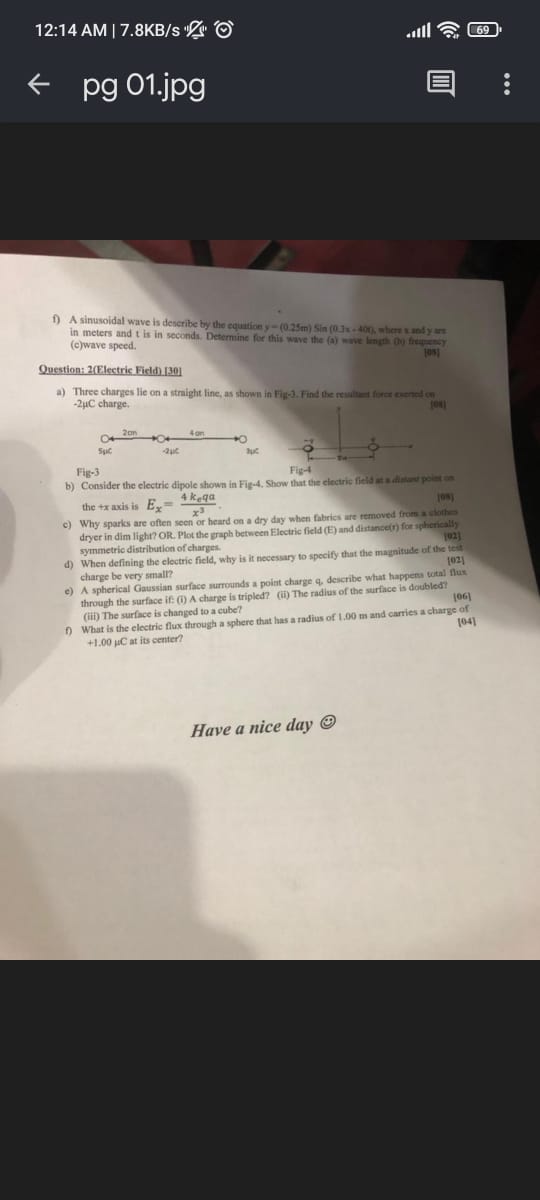 12:14 AM | 7.8KB/s
69
pg 01.jpg
f) A sinusoidal wave is describe by the equation y = (0.25m) Sin (0.3x - 40t), where x and y are
in meters and t is in seconds. Determine for this wave the (a) wave length (b) frequency
(c)wave speed. [08]
Question: 2(Electric Field) [30]
a) Three charges lie on a straight line, as shown in Fig-3. Find the resultant force exerted on
-2µC charge. [08]
2cm 4cm
5µC -2µC 3µC
Fig-3 Fig-4
b) Consider the electric dipole shown in Fig-4. Show that the electric field at a distant point on
the +x axis is Ex= 4 keqa / x3 . [08]
c) Why sparks are often seen or heard on a dry day when fabrics are removed from a clothes
dryer in dim light? OR. Plot the graph between Electric field (E) and distance(r) for spherically
symmetric distribution of charges. [02]
d) When defining the electric field, why is it necessary to specify that the magnitude of the test
charge be very small? [02]
e) A spherical Gaussian surface surrounds a point charge q, describe what happens total flux
through the surface if: (i) A charge is tripled? (ii) The radius of the surface is doubled?
(iii) The surface is changed to a cube? [06]
f) What is the electric flux through a sphere that has a radius of 1.00 m and carries a charge of
+1.00 µC at its center? [04]
Have a nice day ☺